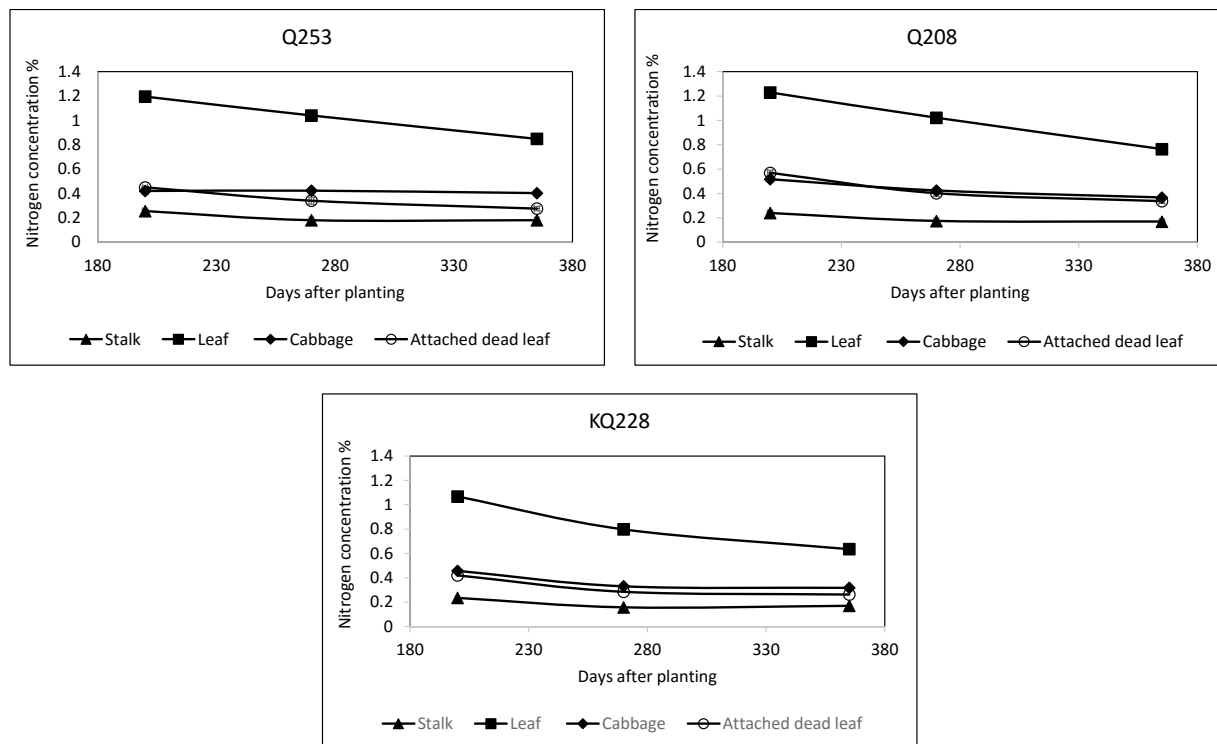 Q253
Nitrogen concentration %
1.4
1.2
1
0.8
0.6
0.4
0.2
0
180 230 280 330 380
Days after planting
Stalk Leaf Cabbage Attached dead leaf
Q208
Nitrogen concentration %
1.4
1.2
1
0.8
0.6
0.4
0.2
0
180 230 280 330 380
Days after planting
Stalk Leaf Cabbage Attached dead leaf
KQ228
Nitrogen concentration %
1.4
1.2
1
0.8
0.6
0.4
0.2
0
180 230 280 330 380
Days after planting
Stalk Leaf Cabbage Attached dead leaf